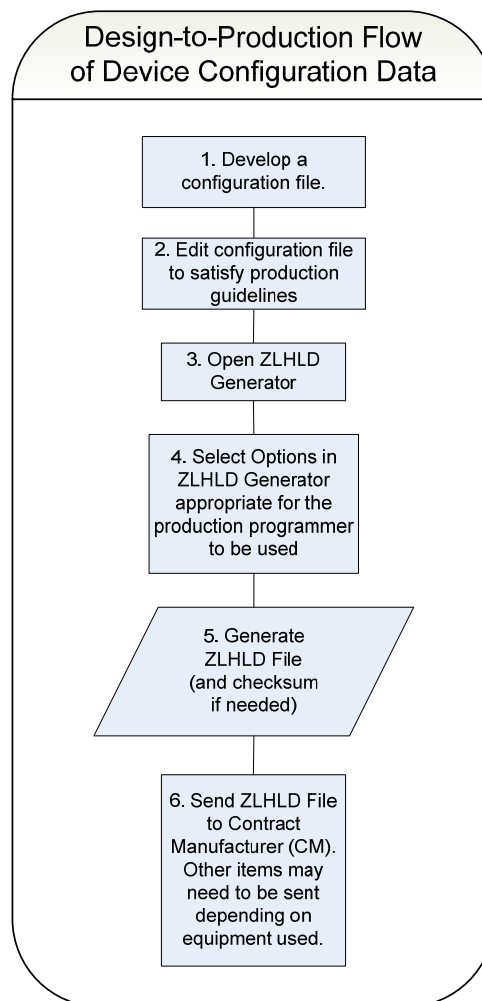 Design-to-Production Flow
of Device Configuration Data
1. Develop a
configuration file.
2. Edit configuration file
to satisfy production
guidelines
3. Open ZLHLD
Generator
4. Select Options in
ZLHLD Generator
appropriate for the
production programmer
to be used
5. Generate
ZLHLD File
(and checksum
if needed)
6. Send ZLHLD File
to Contract
Manufacturer (CM).
Other items may
need to be sent
depending on
equipment used.